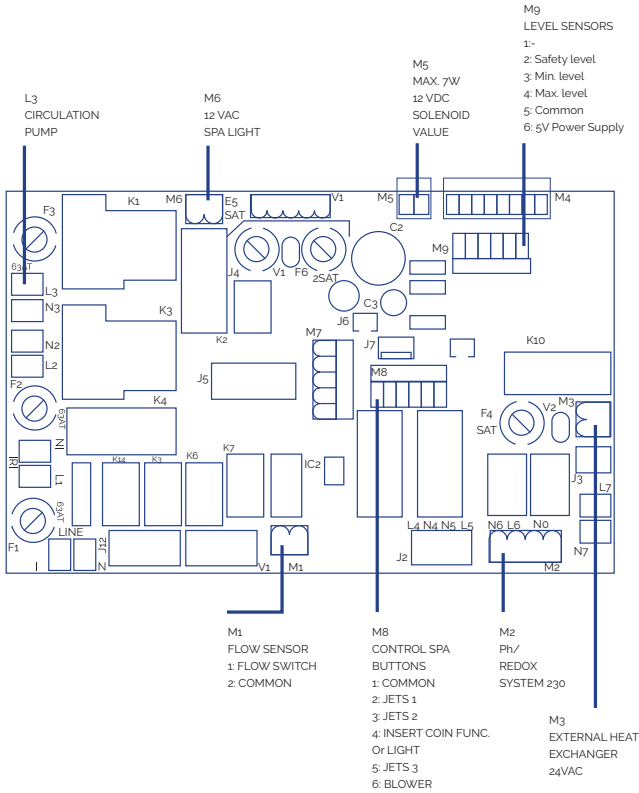 M9
LEVEL SENSORS
1:-
2: Safety level
3: Min. level
4: Max. level
5: Common
6: 5V Power Supply
M5
MAX. 7W
12 VDC
SOLENOID
VALUE
L3
CIRCULATION
PUMP
M6
12 VAC
SPA LIGHT
K1
M6
E5
SAT
V1
M5
M4
F3
C2
M9
63AT
L3
J4
V1
F6
2SAT
N3
K3
C3
J6
K2
M7
N2
J7
K10
L2
J5
M8
F2
K4
63AT
F4
SAT
V2
M3
N1
IR
K14
K3
K6
K7
IC2
L1
J3
L7
63AT
LINE
F1
J12
L4 N4 N5 L5
N6 L6 N0
I
N
V1
M1
J2
M2
N7
M1
FLOW SENSOR
1: FLOW SWITCH
2: COMMON
M8
CONTROL SPA
BUTTONS
1: COMMON
2: JETS 1
3: JETS 2
4: INSERT COIN FUNC.
Or LIGHT
5: JETS 3
6: BLOWER
M2
Ph/
REDOX
SYSTEM 230
M3
EXTERNAL HEAT
EXCHANGER
24VAC